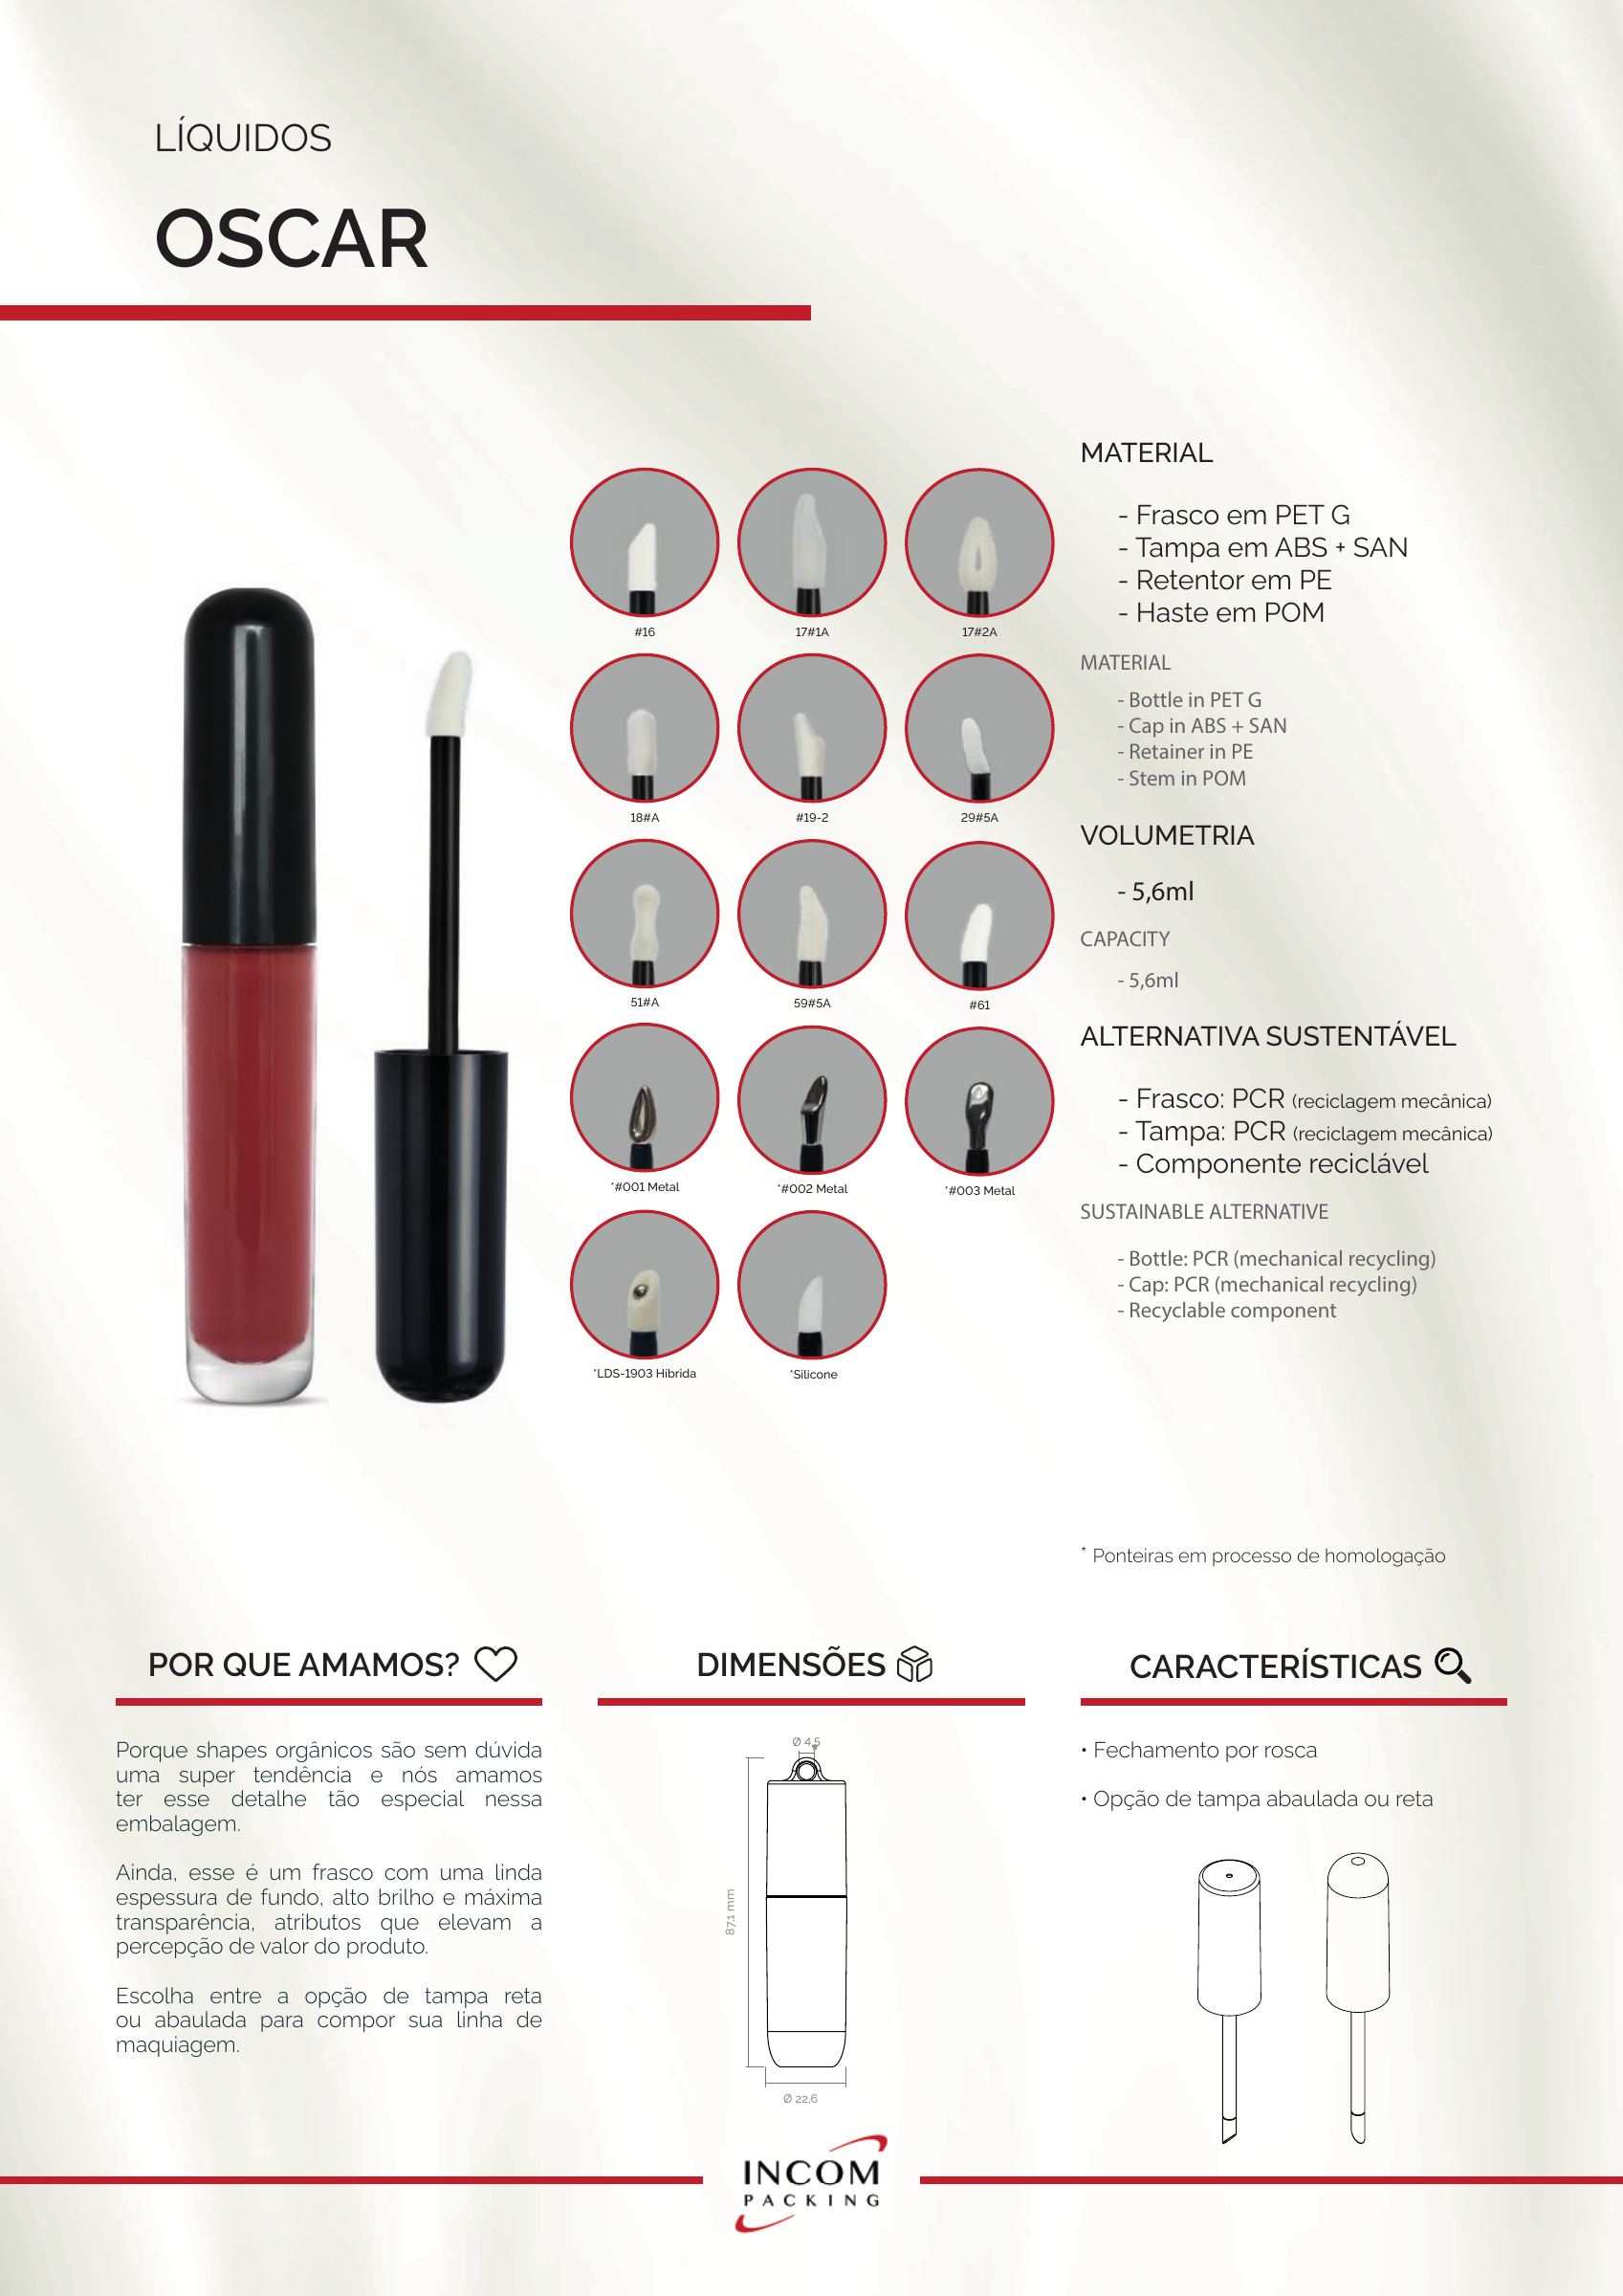 LÍQUIDOS
OSCAR
#16
17#1A
17#2A
18#A
#19-2
29#5A
51#A
59#5A
#61
*#001 Metal
*#002 Metal
*#003 Metal
*LDS-1903 Híbrida
*Silicone
MATERIAL
- Frasco em PET G
- Tampa em ABS + SAN
- Retentor em PE
- Haste em POM
MATERIAL
- Bottle in PET G
- Cap in ABS + SAN
- Retainer in PE
- Stem in POM
VOLUMETRIA
- 5,6ml
CAPACITY
- 5,6ml
ALTERNATIVA SUSTENTÁVEL
- Frasco: PCR (reciclagem mecânica)
- Tampa: PCR (reciclagem mecânica)
- Componente reciclável
SUSTAINABLE ALTERNATIVE
- Bottle: PCR (mechanical recycling)
- Cap: PCR (mechanical recycling)
- Recyclable component
* Ponteiras em processo de homologação
POR QUE AMAMOS?
Porque shapes orgânicos são sem dúvida
uma super tendência e nós amamos
ter esse detalhe tão especial nessa
embalagem.
Ainda, esse é um frasco com uma linda
espessura de fundo, alto brilho e máxima
transparência, atributos que elevam a
percepção de valor do produto.
Escolha entre a opção de tampa reta
ou abaulada para compor sua linha de
maquiagem.
DIMENSÕES
Ø 4,5
87,1 mm
Ø 22,6
CARACTERÍSTICAS
• Fechamento por rosca
• Opção de tampa abaulada ou reta
INCOM
PACKING